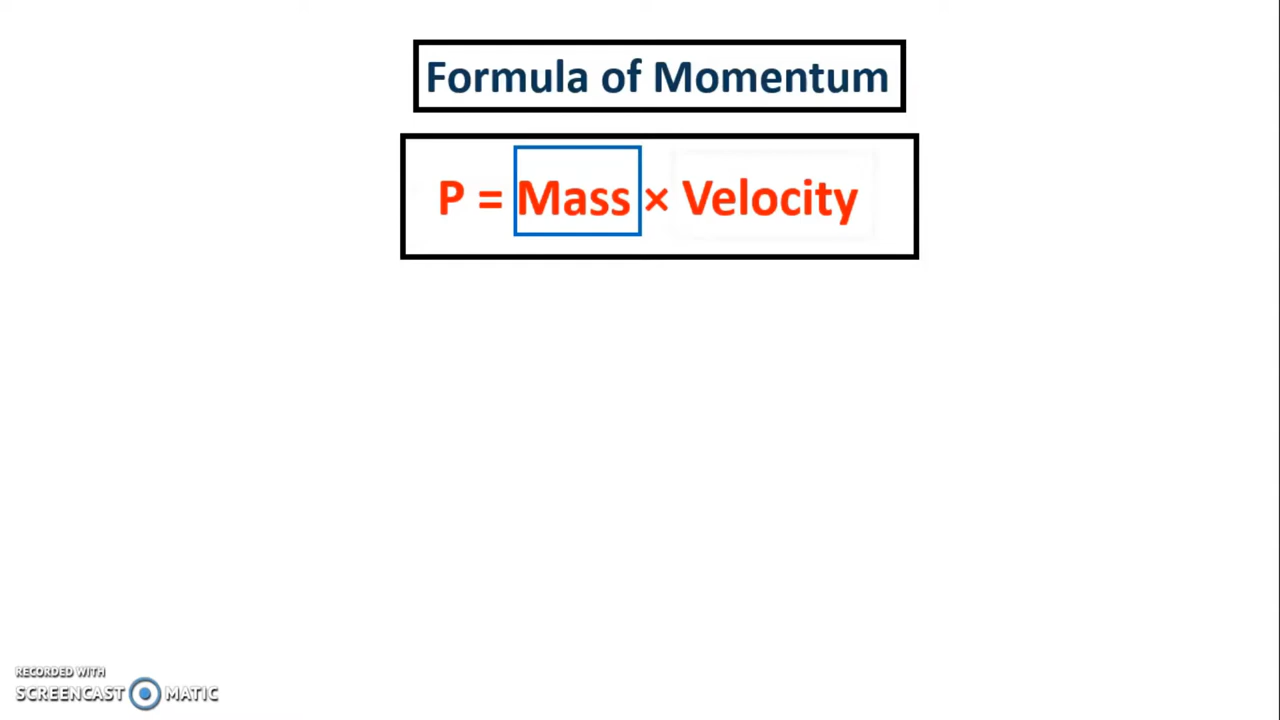 Formula of Momentum
P = Mass × Velocity
RECORDED WITH
SCREENCAST MATIC